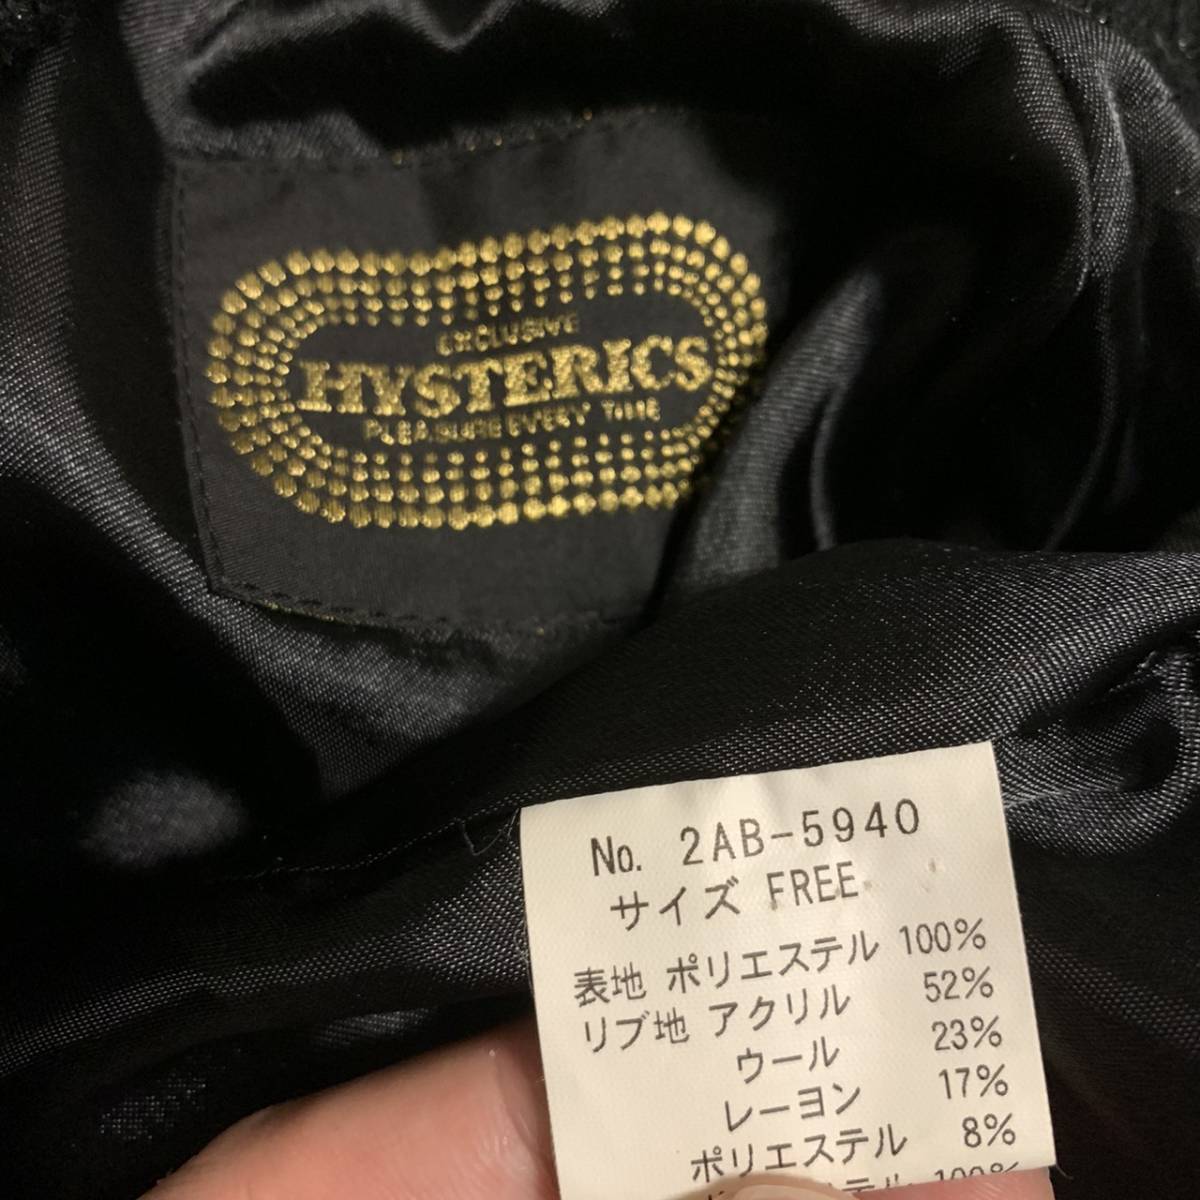 EXCLUSIVE
HYSTERICS
PLEASURE EVERY TIME
No. 2AB-5940
サイズ FREE
表地 ポリエステル 100%
リブ地 アクリル 52%
ウール 23%
レーヨン 17%
ポリエステル 8%
100%